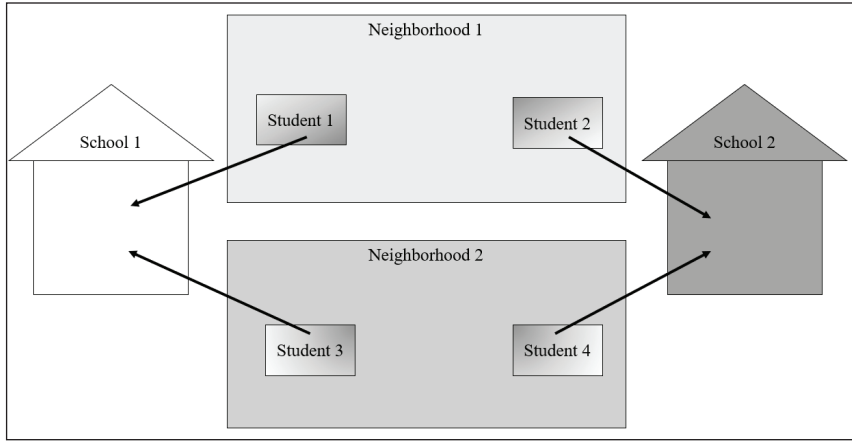 Neighborhood 1
Student 1
Student 2
School 1
School 2
Neighborhood 2
Student 3
Student 4